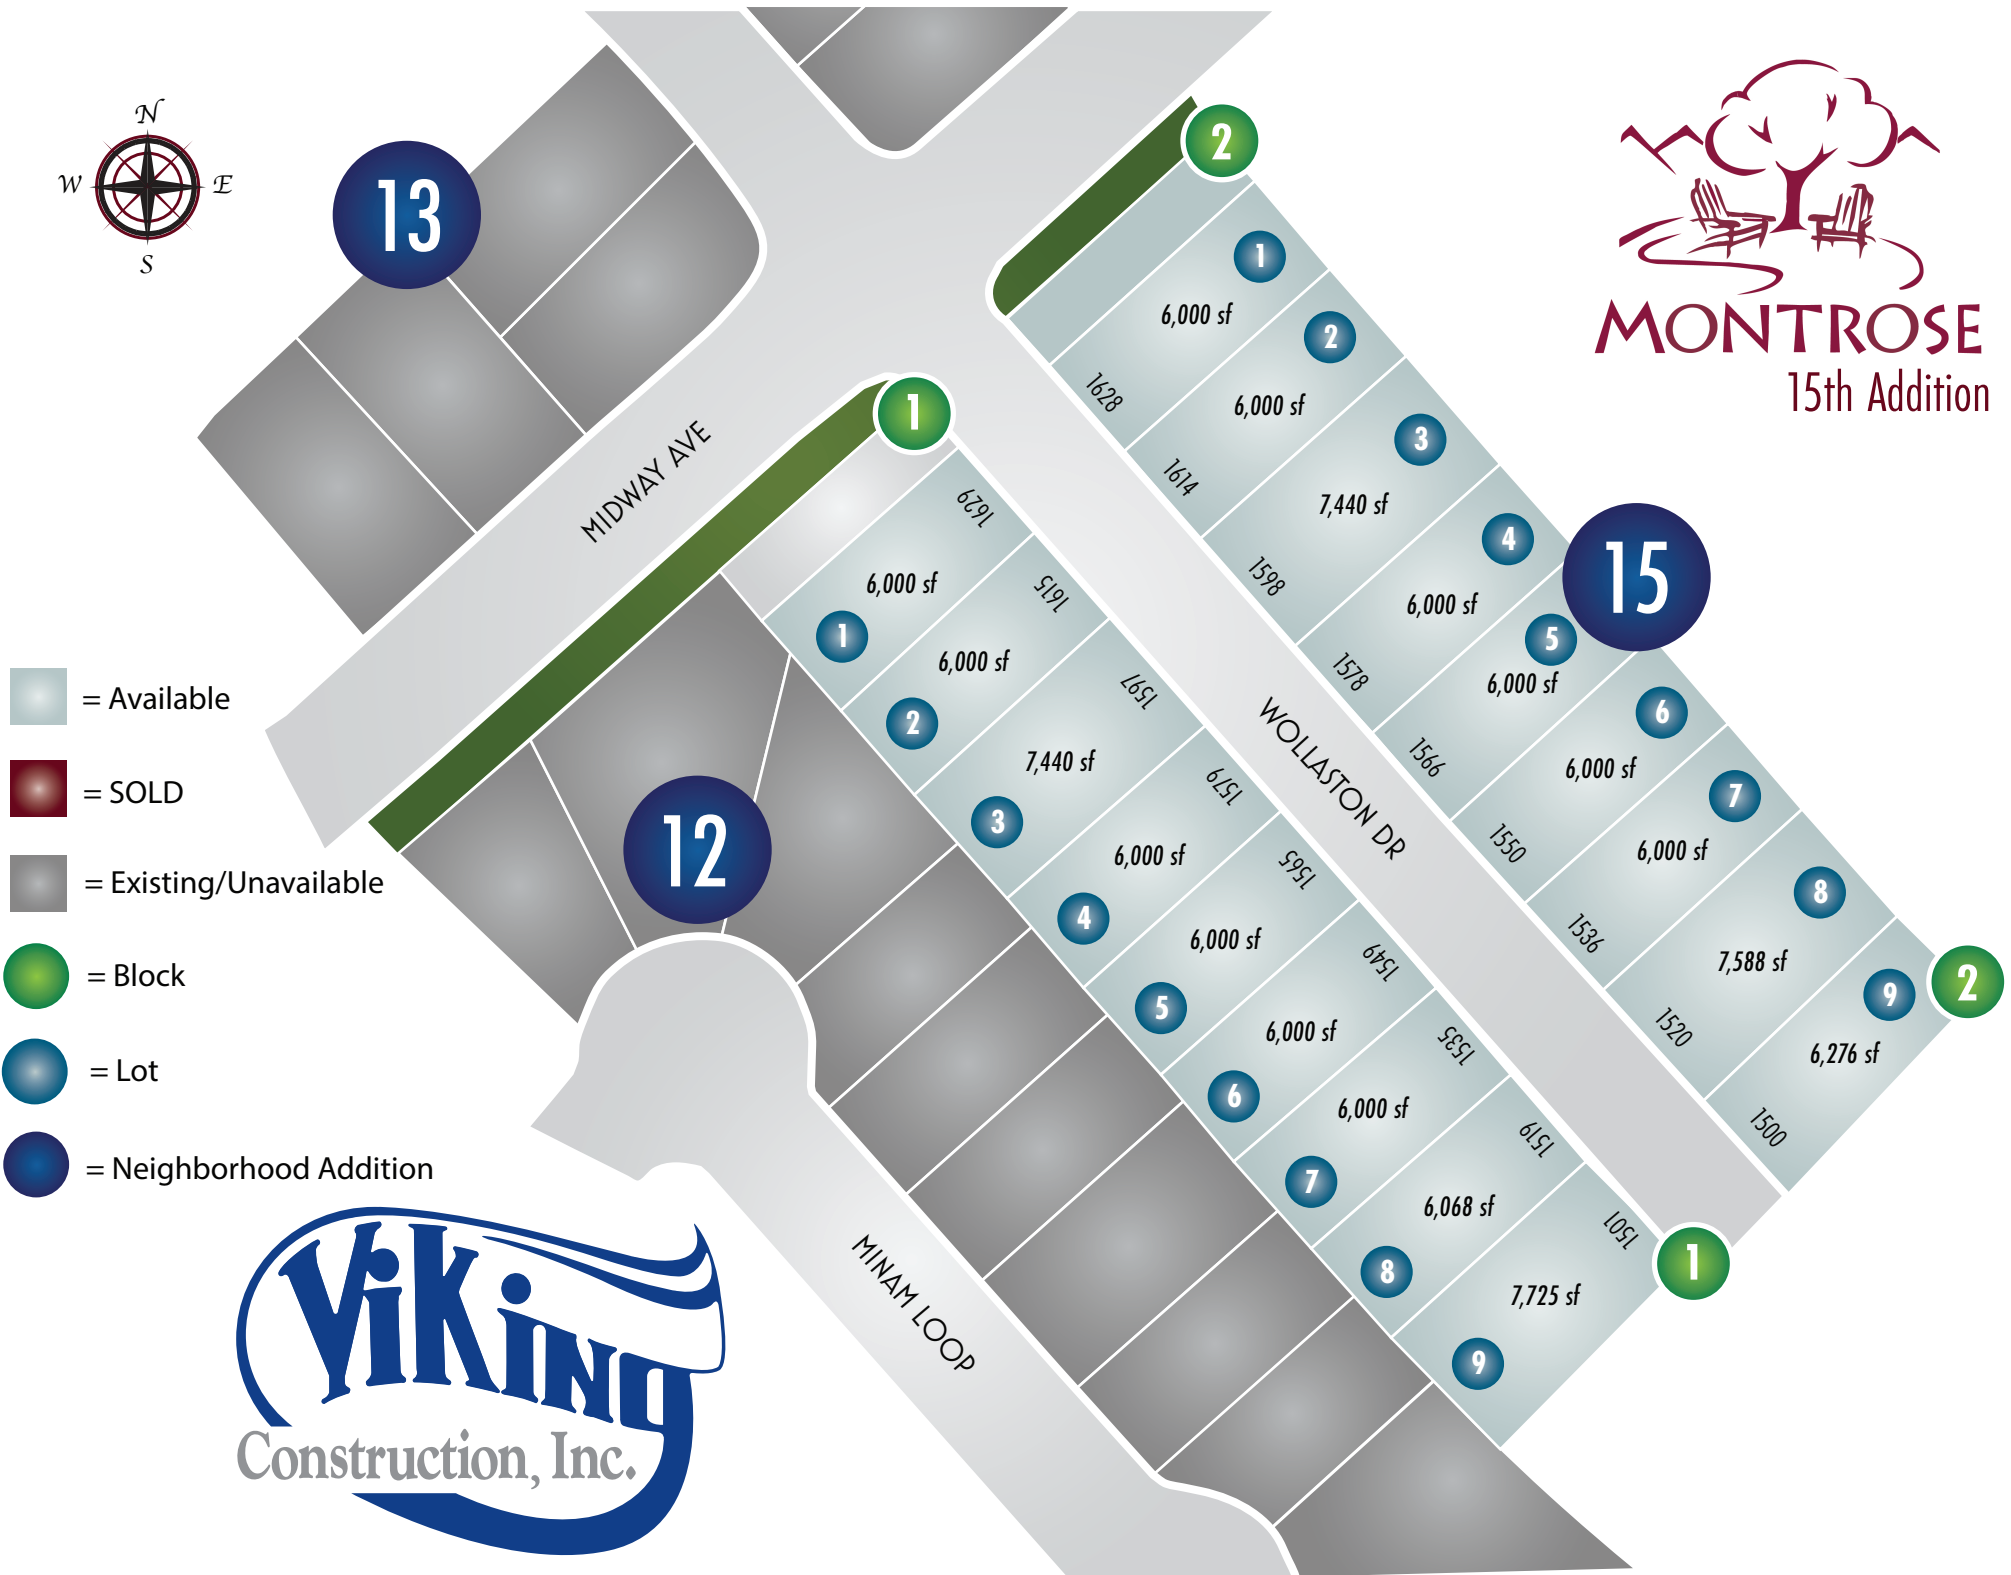 N
W
E
S
13
2
MONTROSE
15th Addition
1
6,000 sf
1628
2
6,000 sf
1614
3
7,440 sf
1598
4
6,000 sf
1578
15
5
6,000 sf
1566
6
6,000 sf
1550
7
6,000 sf
1536
8
7,588 sf
1520
9
6,276 sf
1500
2
MIDWAY AVE
WOLLASTON DR
1
1629
6,000 sf
1
1615
6,000 sf
2
1597
7,440 sf
3
1579
6,000 sf
4
1565
6,000 sf
5
1549
6,000 sf
6
1535
6,000 sf
7
1519
6,068 sf
8
1501
7,725 sf
9
1
12
MINAM LOOP
= Available
= SOLD
= Existing/Unavailable
= Block
= Lot
= Neighborhood Addition
ViKiNG
Construction, Inc.